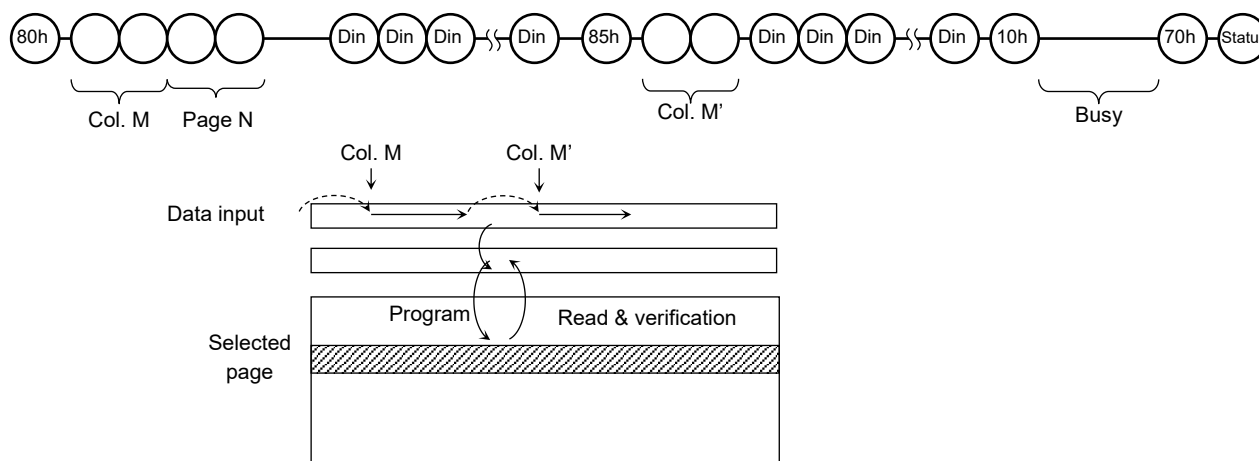 80h Din Din Din Din 85h Din Din Din Din 10h 70h Statu
Col. M Page N Col. M’ Busy
Col. M Col. M’
Data input
Program Read & verification
Selected
page